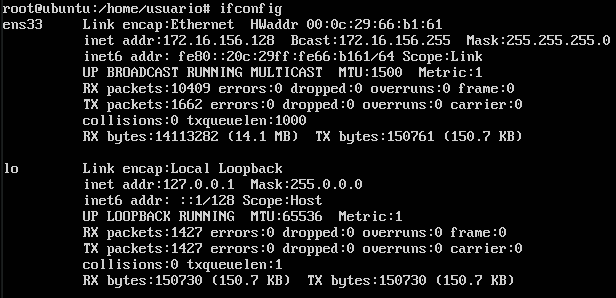 root@ubuntu:/home/usuario# ifconfig
ens33     Link encap:Ethernet  HWaddr 00:0c:29:66:b1:61
          inet addr:172.16.156.128  Bcast:172.16.156.255  Mask:255.255.255.0
          inet6 addr: fe80::20c:29ff:fe66:b161/64 Scope:Link
          UP BROADCAST RUNNING MULTICAST  MTU:1500  Metric:1
          RX packets:10409 errors:0 dropped:0 overruns:0 frame:0
          TX packets:1662 errors:0 dropped:0 overruns:0 carrier:0
          collisions:0 txqueuelen:1000
          RX bytes:14113282 (14.1 MB)  TX bytes:150761 (150.7 KB)
lo        Link encap:Local Loopback
          inet addr:127.0.0.1  Mask:255.0.0.0
          inet6 addr: ::1/128 Scope:Host
          UP LOOPBACK RUNNING  MTU:65536  Metric:1
          RX packets:1427 errors:0 dropped:0 overruns:0 frame:0
          TX packets:1427 errors:0 dropped:0 overruns:0 carrier:0
          collisions:0 txqueuelen:1
          RX bytes:150730 (150.7 KB)  TX bytes:150730 (150.7 KB)